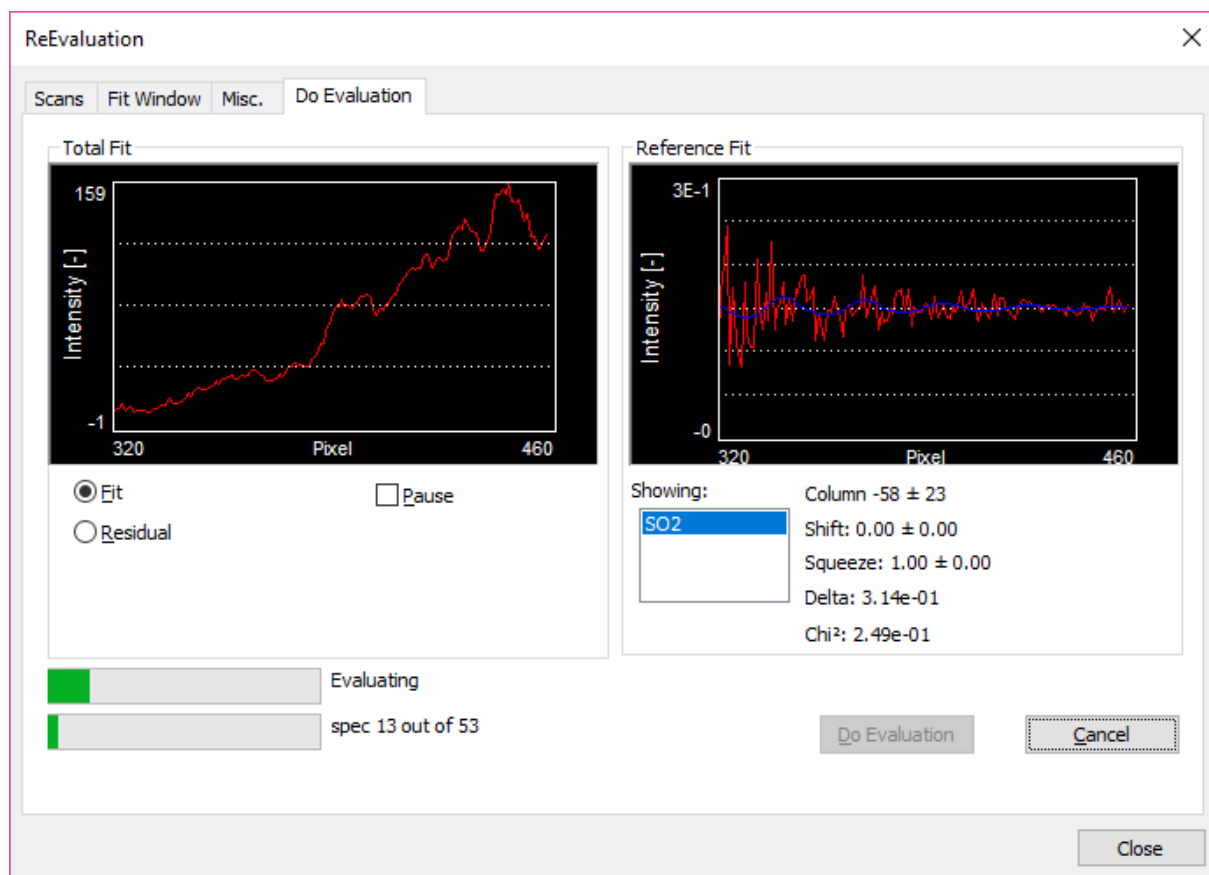 ReEvaluation
Scans Fit Window Misc. Do Evaluation
Total Fit
159
Intensity [-]
-1
320 Pixel 460
Fit
Pause
Residual
Reference Fit
3E-1
Intensity [-]
-0
320 Pixel 460
Showing:
SO2
Column -58 ± 23
Shift: 0.00 ± 0.00
Squeeze: 1.00 ± 0.00
Delta: 3.14e-01
Chi²: 2.49e-01
Evaluating
spec 13 out of 53
Do Evaluation
Cancel
Close